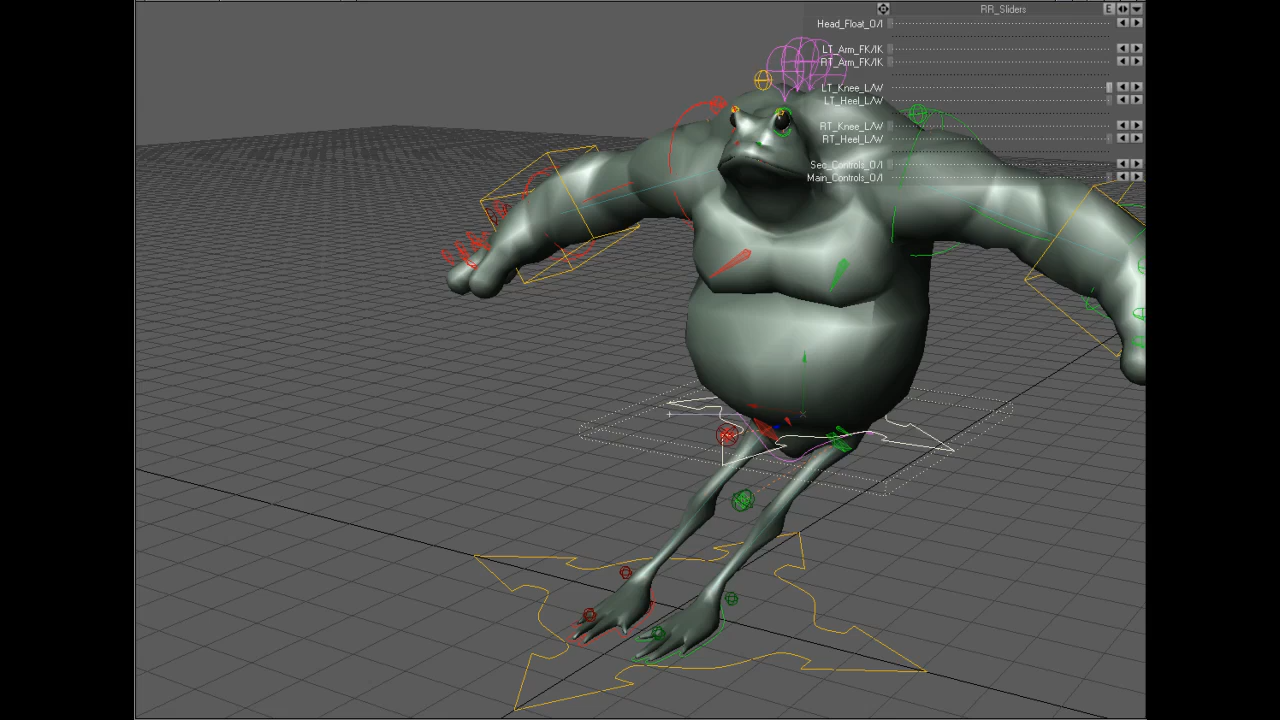 RR_Sliders E
Head_Float_O/I
LT_Arm_FK/IK
RT_Arm_FK/IK
LT_Knee_L/W
LT_Heel_L/W
RT_Knee_L/W
RT_Heel_L/W
Sec_Controls_O/I
Main_Controls_O/I